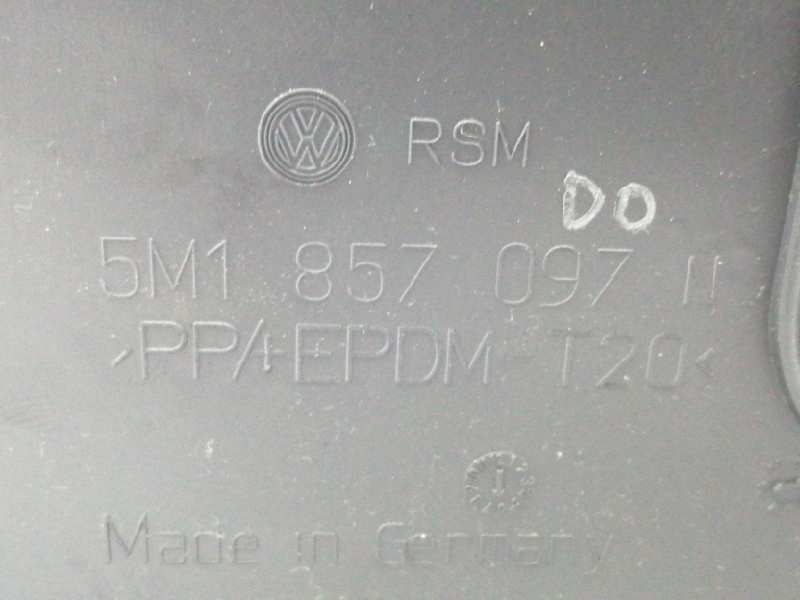 RSM
DO
5M1 857 097
>PP+EPDM-T20<
Made in Germany